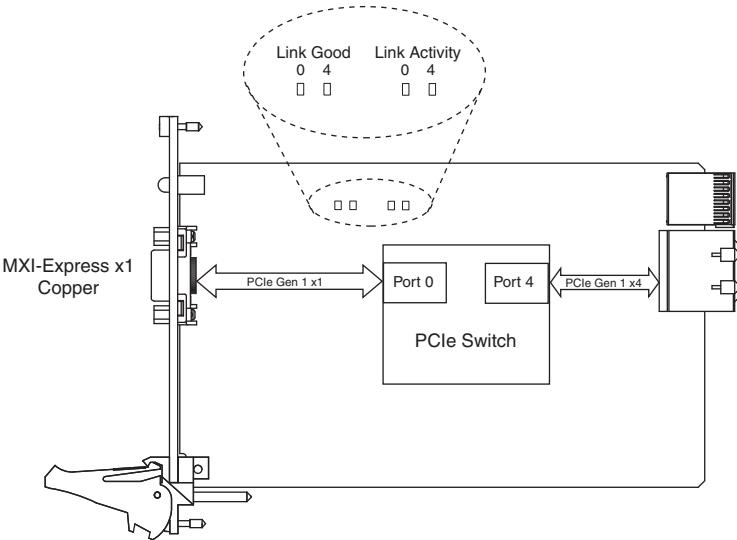 Link Good
0 4
Link Activity
0 4
MXI-Express x1
Copper
PCIe Gen 1 x1
Port 0
Port 4
PCIe Gen 1 x4
PCIe Switch